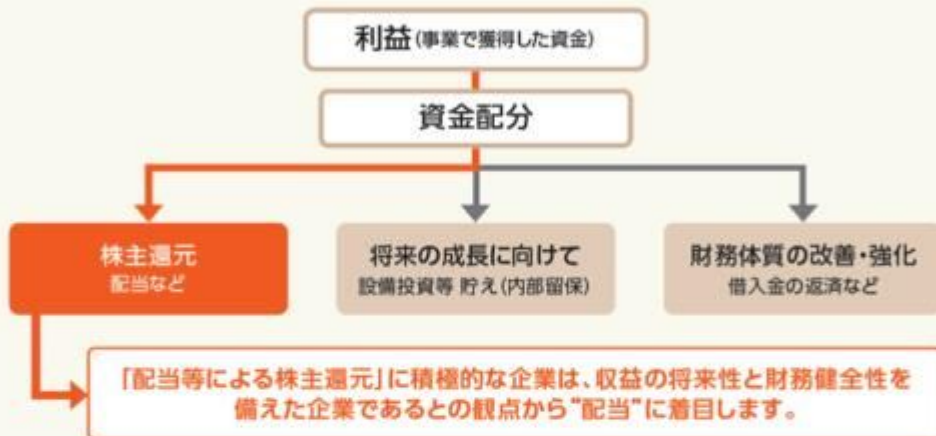 利益(事業で獲得した資金)
資金配分
株主還元
配当など
将来の成長に向けて
設備投資等 貯え(内部留保)
財務体質の改善・強化
借入金の返済など
「配当等による株主還元」に積極的な企業は、収益の将来性と財務健全性を
備えた企業であるとの観点から"配当"に着目します。